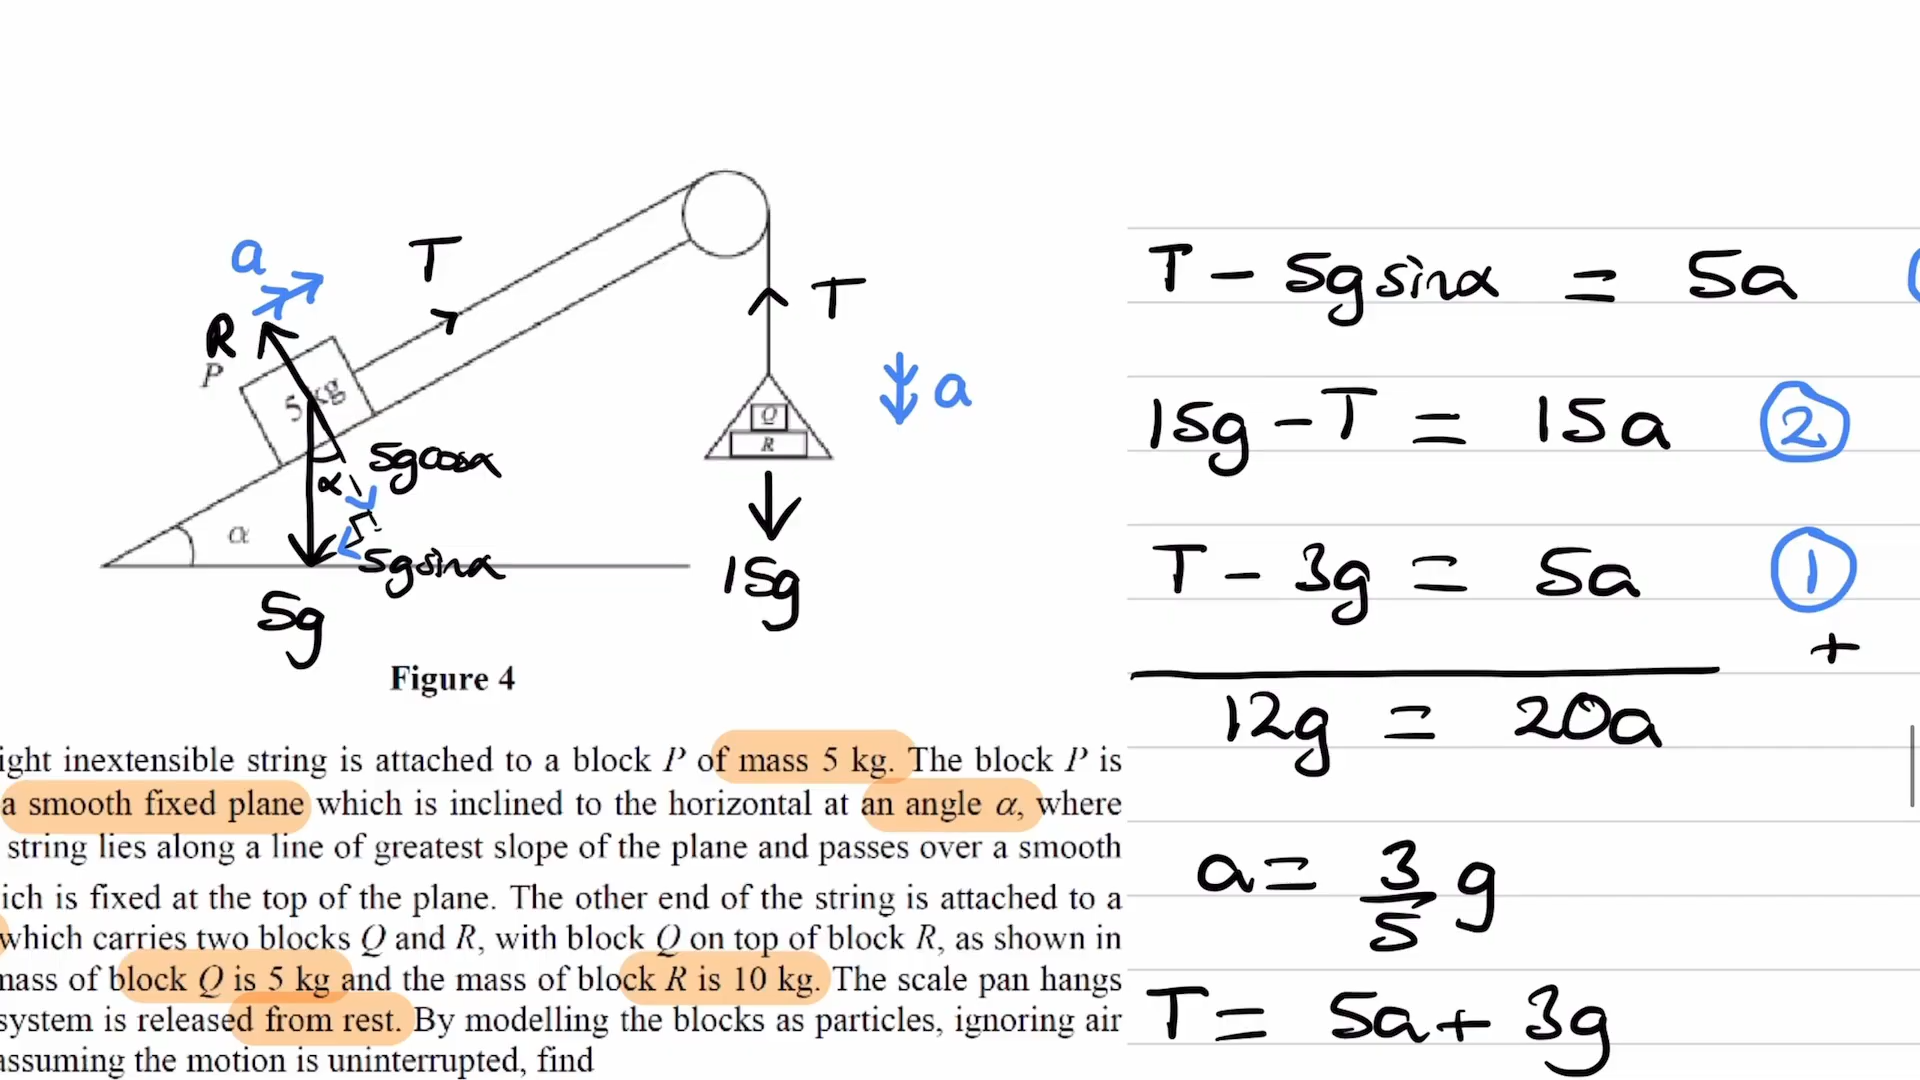 a
T
T
R
P
5 kg
Q
R
a
α
5gcosα
α
5gsinα
5g
15g
Figure 4
ight inextensible string is attached to a block P of mass 5 kg. The block P is
a smooth fixed plane which is inclined to the horizontal at an angle α, where
string lies along a line of greatest slope of the plane and passes over a smooth
ich is fixed at the top of the plane. The other end of the string is attached to a
which carries two blocks Q and R, with block Q on top of block R, as shown in
mass of block Q is 5 kg and the mass of block R is 10 kg. The scale pan hangs
system is released from rest. By modelling the blocks as particles, ignoring air
assuming the motion is uninterrupted, find
T - 5gsinα = 5a
15g - T = 15a 2
T - 3g = 5a 1
+
12g = 20a
a = 3/5 g
T = 5a + 3g